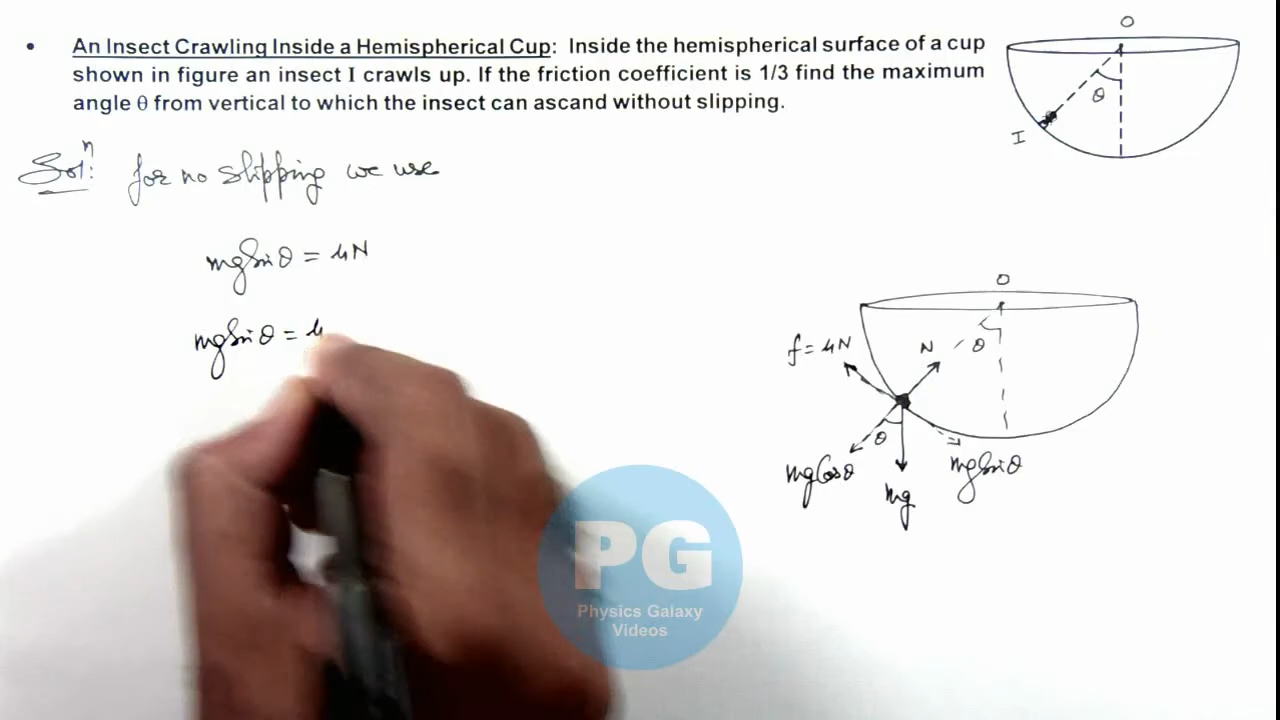 • An Insect Crawling Inside a Hemispherical Cup: Inside the hemispherical surface of a cup
shown in figure an insect I crawls up. If the friction coefficient is 1/3 find the maximum
angle θ from vertical to which the insect can ascand without slipping.
O
θ
I
Solⁿ: for no slipping we use
mg Sin θ = μN
mg Sin θ = μ
O
θ
N
f = μN
θ
mg Cos θ
mg
mg Sin θ
PG
Physics Galaxy
Videos